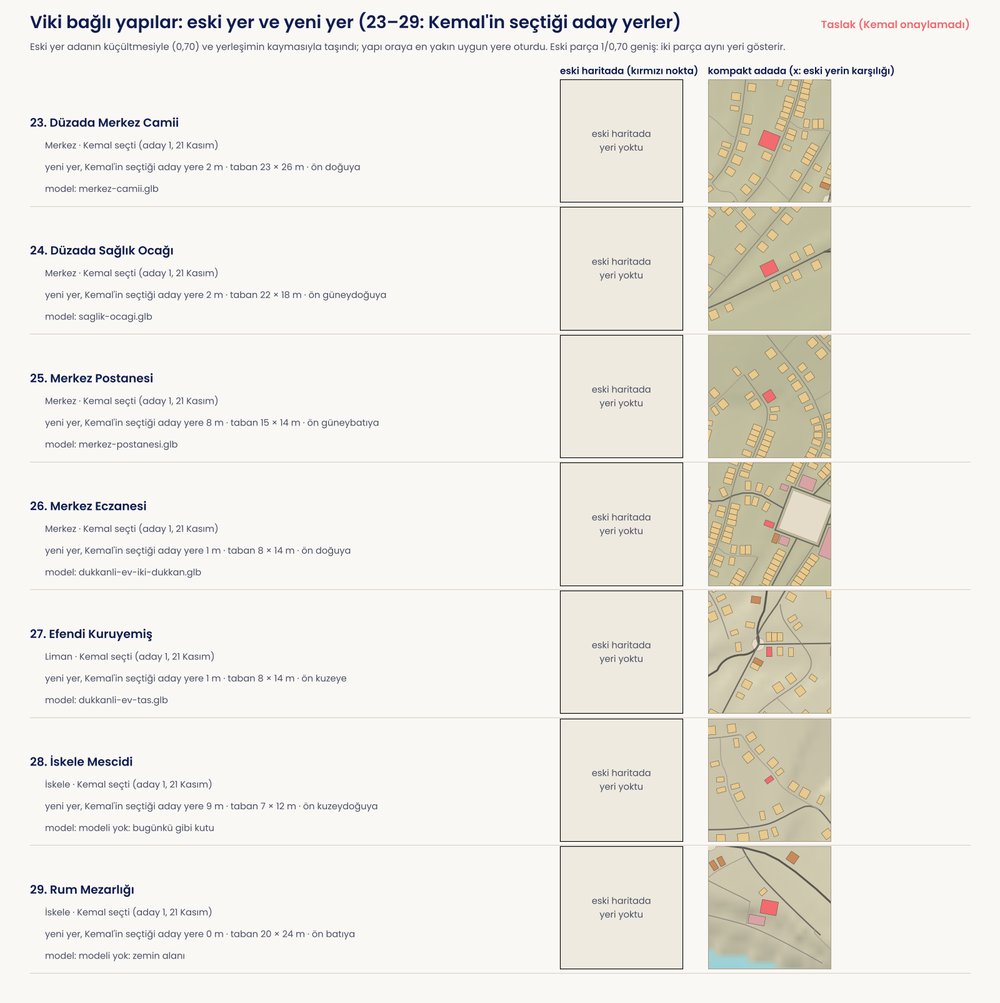 Viki bağlı yapılar: eski yer ve yeni yer (23–29: Kemal'in seçtiği aday yerler)
Taslak (Kemal onaylamadı)
Eski yer adanın küçültmesiyle (0,70) ve yerleşimin kaymasıyla taşındı; yapı oraya en yakın uygun yere oturdu. Eski parça 1/0,70 geniş: iki parça aynı yeri gösterir.
eski haritada (kırmızı nokta)
kompakt adada (x: eski yerin karşılığı)
23. Düzada Merkez Camii
Merkez · Kemal seçti (aday 1, 21 Kasım)
yeni yer, Kemal'in seçtiği aday yere 2 m · taban 23 × 26 m · ön doğuya
model: merkez-camii.glb
eski haritada
yeri yoktu
24. Düzada Sağlık Ocağı
Merkez · Kemal seçti (aday 1, 21 Kasım)
yeni yer, Kemal'in seçtiği aday yere 2 m · taban 22 × 18 m · ön güneydoğuya
model: saglik-ocagi.glb
eski haritada
yeri yoktu
25. Merkez Postanesi
Merkez · Kemal seçti (aday 1, 21 Kasım)
yeni yer, Kemal'in seçtiği aday yere 8 m · taban 15 × 14 m · ön güneybatıya
model: merkez-postanesi.glb
eski haritada
yeri yoktu
26. Merkez Eczanesi
Merkez · Kemal seçti (aday 1, 21 Kasım)
yeni yer, Kemal'in seçtiği aday yere 1 m · taban 8 × 14 m · ön doğuya
model: dukkanli-ev-iki-dukkan.glb
eski haritada
yeri yoktu
27. Efendi Kuruyemiş
Liman · Kemal seçti (aday 1, 21 Kasım)
yeni yer, Kemal'in seçtiği aday yere 1 m · taban 8 × 14 m · ön kuzeye
model: dukkanli-ev-tas.glb
eski haritada
yeri yoktu
28. İskele Mescidi
İskele · Kemal seçti (aday 1, 21 Kasım)
yeni yer, Kemal'in seçtiği aday yere 9 m · taban 7 × 12 m · ön kuzeydoğuya
model: modeli yok: bugünkü gibi kutu
eski haritada
yeri yoktu
29. Rum Mezarlığı
İskele · Kemal seçti (aday 1, 21 Kasım)
yeni yer, Kemal'in seçtiği aday yere 0 m · taban 20 × 24 m · ön batıya
model: modeli yok: zemin alanı
eski haritada
yeri yoktu